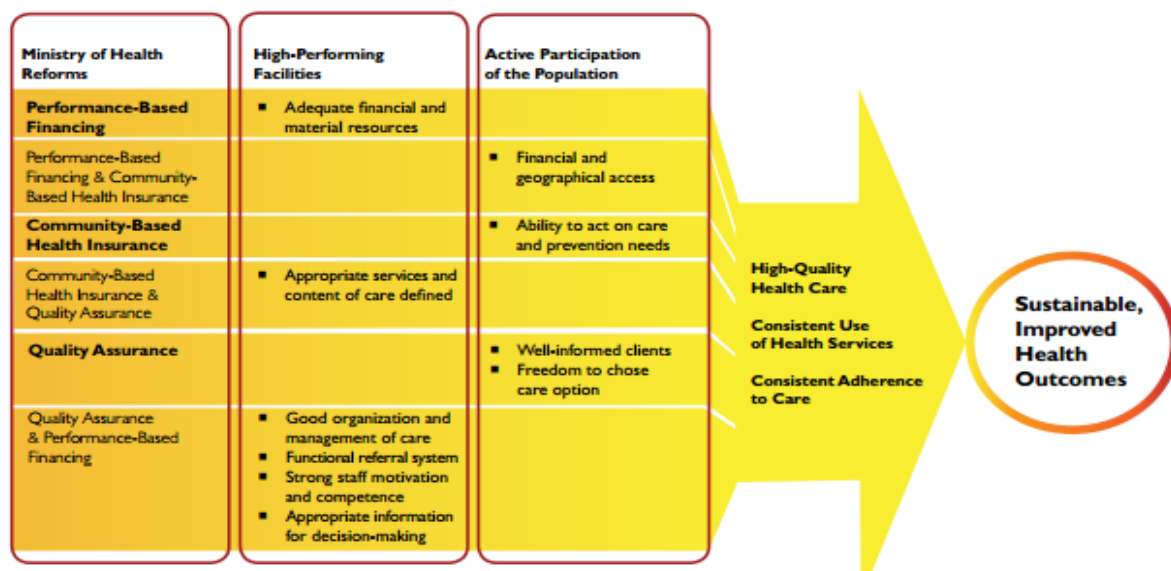 Ministry of Health
Reforms
High-Performing
Facilities
Active Participation
of the Population
Performance-Based
Financing
■ Adequate financial and
material resources
Performance-Based
Financing & Community-
Based Health Insurance
■ Financial and
geographical access
Community-Based
Health Insurance
■ Ability to act on care
and prevention needs
Community-Based
Health Insurance &
Quality Assurance
■ Appropriate services and
content of care defined
Quality Assurance
■ Well-informed clients
■ Freedom to chose
care option
Quality Assurance
& Performance-Based
Financing
■ Good organization and
management of care
■ Functional referral system
■ Strong staff motivation
and competence
■ Appropriate information
for decision-making
High-Quality
Health Care
Consistent Use
of Health Services
Consistent Adherence
to Care
Sustainable,
Improved
Health
Outcomes